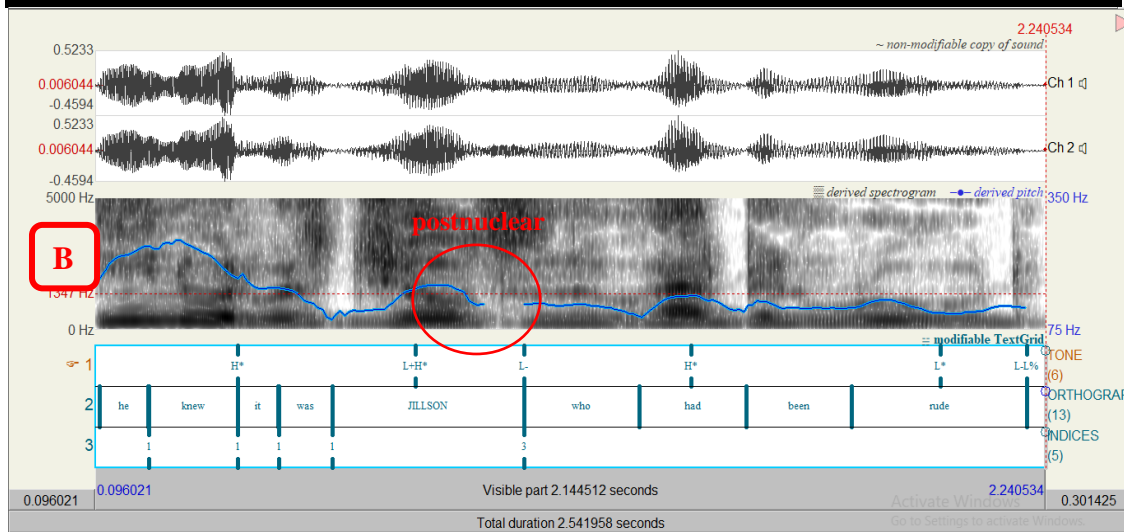 2.240534
~ non-modifiable copy of sound
0.5233
0.006044
-0.4594
Ch 1
0.5233
0.006044
-0.4594
Ch 2
derived spectrogram derived pitch
5000 Hz
350 Hz
postnuclear
B
1347 Hz
0 Hz
75 Hz
modifiable TextGrid
1 H* L+H* L- H* L* L-L% TONE
(6)
2 he knew it was JILLSON who had been rude ORTHOGRAP
(13)
3 1 1 1 1 3 INDICES
(5)
0.096021 0.096021 Visible part 2.144512 seconds 2.240534 0.301425
Activate Windows
Total duration 2.541958 seconds
Go to Settings to activate Windows.